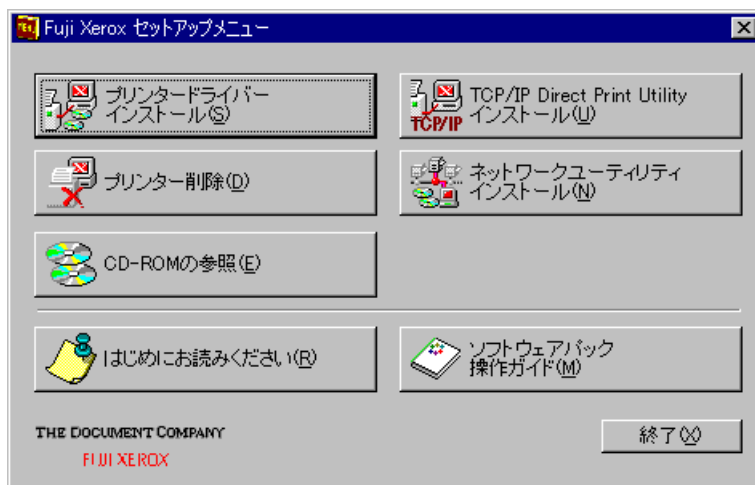 Fuji Xerox セットアップメニュー
プリンタードライバー
インストール(S)
TCP/IP Direct Print Utility
インストール(U)
TCP/IP
プリンター削除(D)
ネットワークユーティリティ
インストール(N)
CD-ROMの参照(E)
はじめにお読みください(R)
ソフトウェアパック
操作ガイド(M)
THE DOCUMENT COMPANY
FUJI XEROX
終了(X)